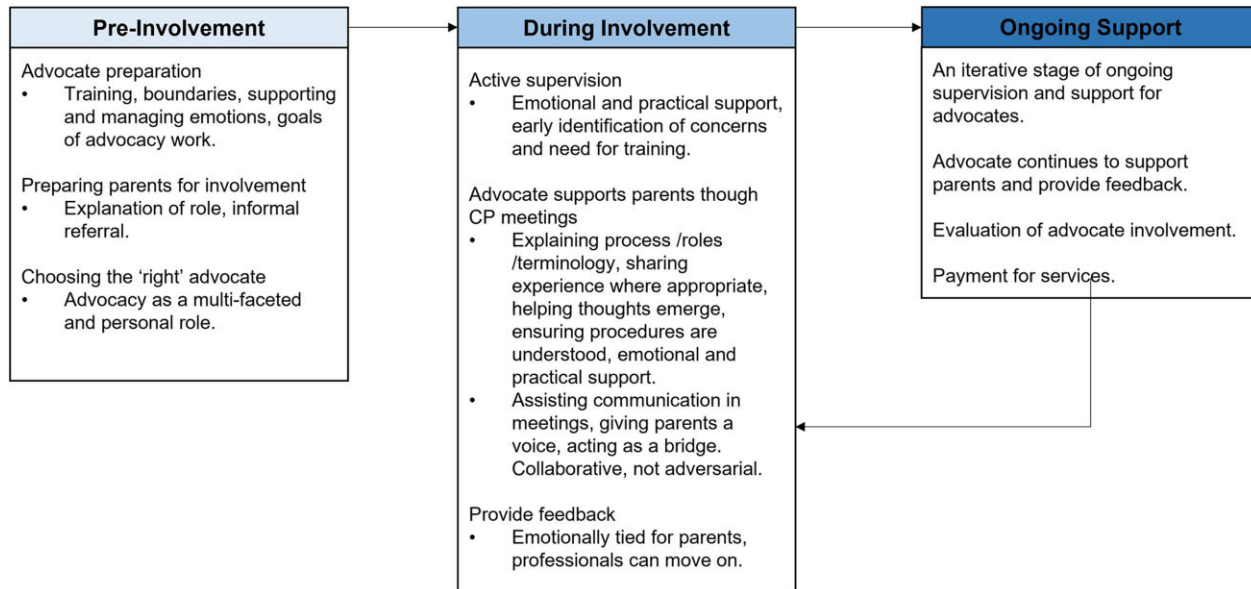 Pre-Involvement
Advocate preparation
• Training, boundaries, supporting
and managing emotions, goals
of advocacy work.
Preparing parents for involvement
• Explanation of role, informal
referral.
Choosing the ‘right’ advocate
• Advocacy as a multi-faceted
and personal role.
During Involvement
Active supervision
• Emotional and practical support,
early identification of concerns
and need for training.
Advocate supports parents though
CP meetings
• Explaining process /roles
/terminology, sharing
experience where appropriate,
helping thoughts emerge,
ensuring procedures are
understood, emotional and
practical support.
• Assisting communication in
meetings, giving parents a
voice, acting as a bridge.
Collaborative, not adversarial.
Provide feedback
• Emotionally tied for parents,
professionals can move on.
Ongoing Support
An iterative stage of ongoing
supervision and support for
advocates.
Advocate continues to support
parents and provide feedback.
Evaluation of advocate involvement.
Payment for services.